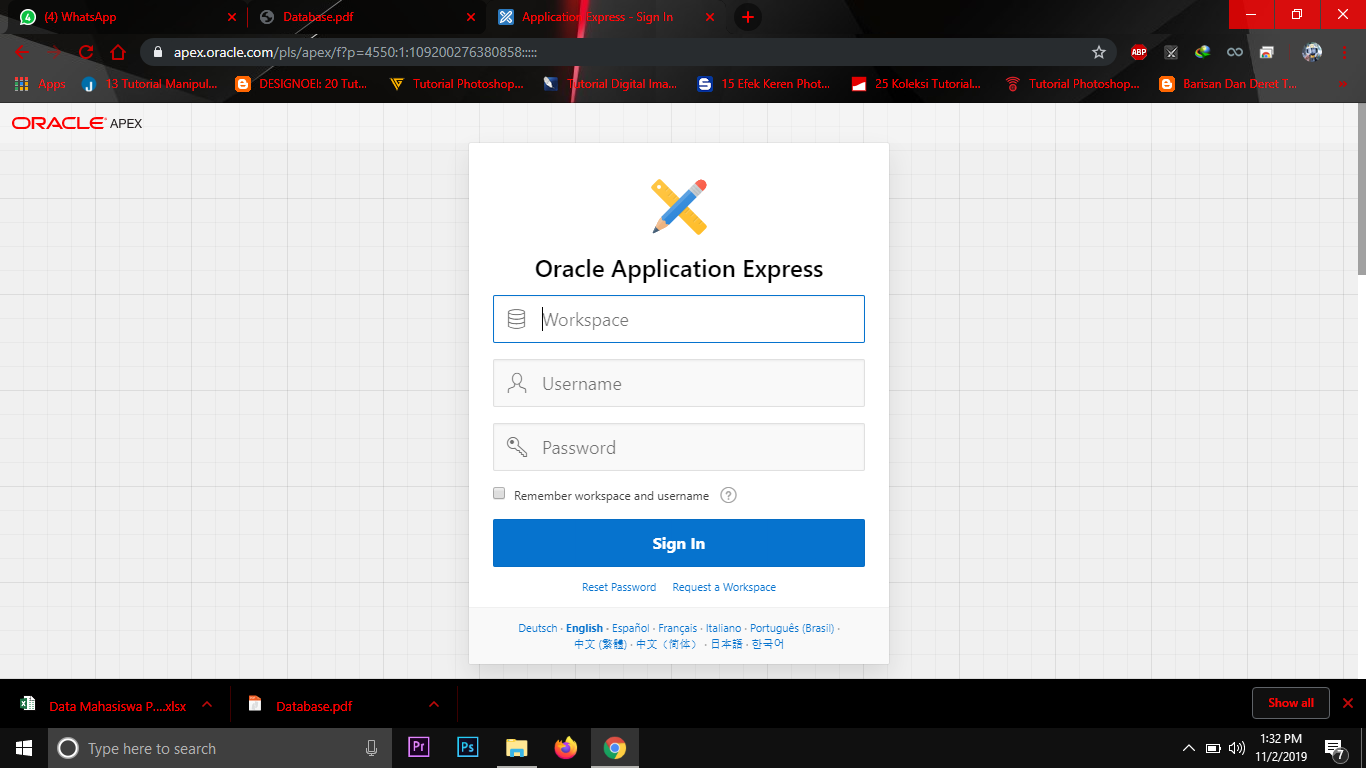 (4) WhatsApp
Database.pdf
Application Express - Sign In
apex.oracle.com/pls/apex/f?p=4550:1:109200276380858:::::
ABP
Apps
13 Tutorial Manipul...
DESIGNOEL: 20 Tut...
Tutorial Photoshop...
Tutorial Digital Ima...
15 Efek Keren Phot...
25 Koleksi Tutorial...
Tutorial Photoshop...
Barisan Dan Deret T...
ORACLE APEX
Oracle Application Express
Workspace
Username
Password
Remember workspace and username ?
Sign In
Reset Password Request a Workspace
Deutsch · English · Español · Français · Italiano · Português (Brasil) ·
中文 (繁體) · 中文（简体） · 日本語 · 한국어
Data Mahasiswa P....xlsx
Database.pdf
Show all
Type here to search
Pr
Ps
1:32 PM
11/2/2019
7